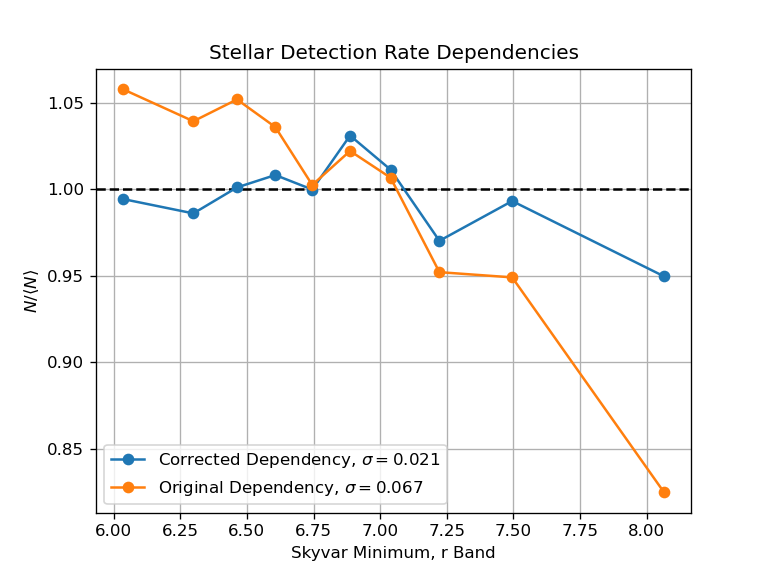 Stellar Detection Rate Dependencies
1.05
1.00
0.95
0.90
0.85
N/⟨N⟩
Corrected Dependency, σ = 0.021
Original Dependency, σ = 0.067
6.00 6.25 6.50 6.75 7.00 7.25 7.50 7.75 8.00
Skyvar Minimum, r Band